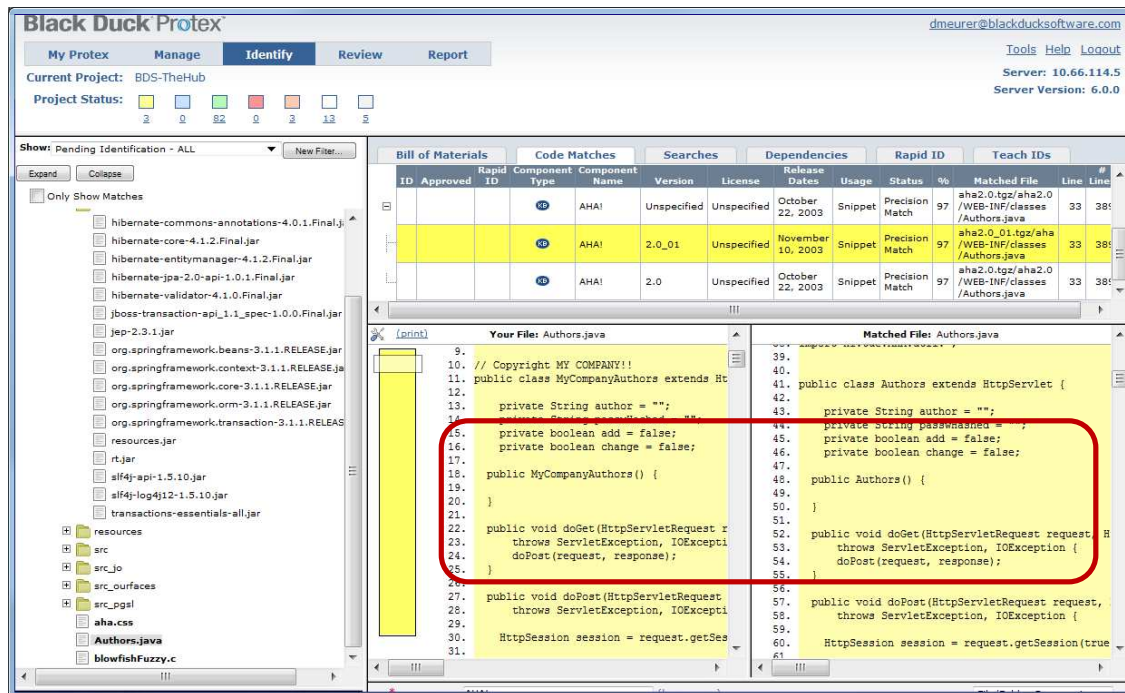 Black Duck Protex
dmeurer@blackducksoftware.com
My Protex Manage Identify Review Report
Tools Help Logout
Current Project: BDS-TheHub
Server: 10.66.114.5
Project Status:
Server Version: 6.0.0
3 0 82 0 3 13 5
Show: Pending Identification - ALL New Filter...
Expand Collapse
Only Show Matches
hibernate-commons-annotations-4.0.1.Final.j
hibernate-core-4.1.2.Final.jar
hibernate-entitymanager-4.1.2.Final.jar
hibernate-jpa-2.0-api-1.0.1.Final.jar
hibernate-validator-4.1.0.Final.jar
jboss-transaction-api_1.1_spec-1.0.0.Final.jar
jep-2.3.1.jar
org.springframework.beans-3.1.1.RELEASE.jar
org.springframework.context-3.1.1.RELEASE.ja
org.springframework.core-3.1.1.RELEASE.jar
org.springframework.orm-3.1.1.RELEASE.jar
org.springframework.transaction-3.1.1.RELEAS
resources.jar
rt.jar
slf4j-api-1.5.10.jar
slf4j-log4j12-1.5.10.jar
transactions-essentials-all.jar
resources
src
src_jo
src_ourfaces
src_pgsl
aha.css
Authors.java
blowfishFuzzy.c
Bill of Materials Code Matches Searches Dependencies Rapid ID Teach IDs
ID Approved Rapid ID Component Type Component Name Version License Release Dates Usage Status % Matched File Line # Line
KB AHA! Unspecified Unspecified October 22, 2003 Snippet Precision Match 97 aha2.0.tgz/aha2.0 /WEB-INF/classes /Authors.java 33 389
KB AHA! 2.0_01 Unspecified November 10, 2003 Snippet Precision Match 97 aha2.0_01.tgz/aha /WEB-INF/classes /Authors.java 33 389
KB AHA! 2.0 Unspecified October 22, 2003 Snippet Precision Match 97 aha2.0.tgz/aha2.0 /WEB-INF/classes /Authors.java 33 389
(print) Your File: Authors.java
9.
10. // Copyright MY COMPANY!!
11. public class MyCompanyAuthors extends Ht
12.
13. private String author = "";
14. private String passwHashed = "";
15. private boolean add = false;
16. private boolean change = false;
17.
18. public MyCompanyAuthors() {
19.
20. }
21.
22. public void doGet(HttpServletRequest r
23. throws ServletException, IOExcepti
24. doPost(request, response);
25. }
26.
27. public void doPost(HttpServletRequest
28. throws ServletException, IOExcepti
29.
30. HttpSession session = request.getSes
31.
Matched File: Authors.java
39.
40.
41. public class Authors extends HttpServlet {
42.
43. private String author = "";
44. private String passwHashed = "";
45. private boolean add = false;
46. private boolean change = false;
47.
48. public Authors() {
49.
50. }
51.
52. public void doGet(HttpServletRequest request, H
53. throws ServletException, IOException {
54. doPost(request, response);
55. }
56.
57. public void doPost(HttpServletRequest request,
58. throws ServletException, IOException {
59.
60. HttpSession session = request.getSession(true
61